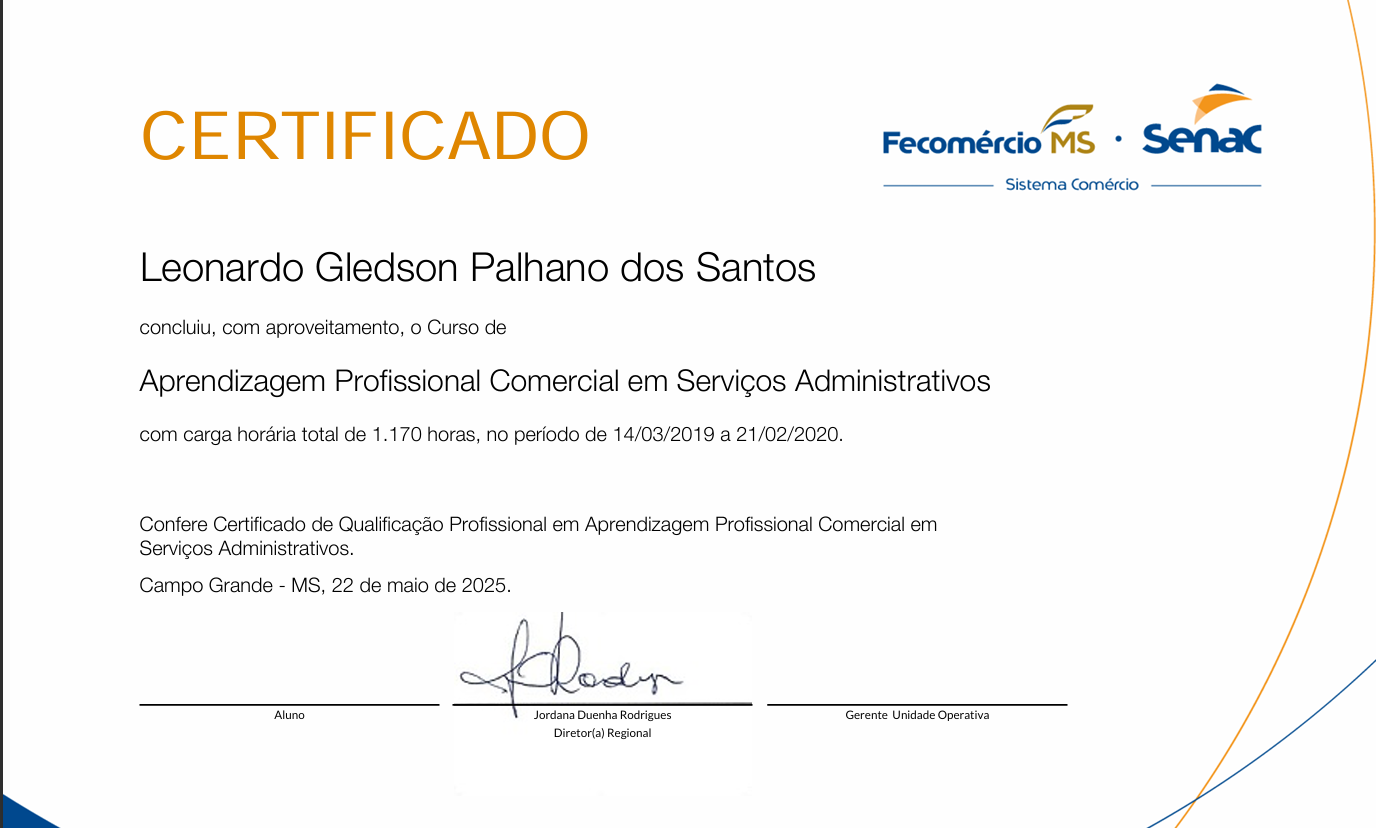 CERTIFICADO
Fecomércio MS · Senac
Sistema Comércio
Leonardo Gledson Palhano dos Santos
concluiu, com aproveitamento, o Curso de
Aprendizagem Profissional Comercial em Serviços Administrativos
com carga horária total de 1.170 horas, no período de 14/03/2019 a 21/02/2020.
Confere Certificado de Qualificação Profissional em Aprendizagem Profissional Comercial em
Serviços Administrativos.
Campo Grande - MS, 22 de maio de 2025.
Aluno
Jordana Duenha Rodrigues
Diretor(a) Regional
Gerente Unidade Operativa